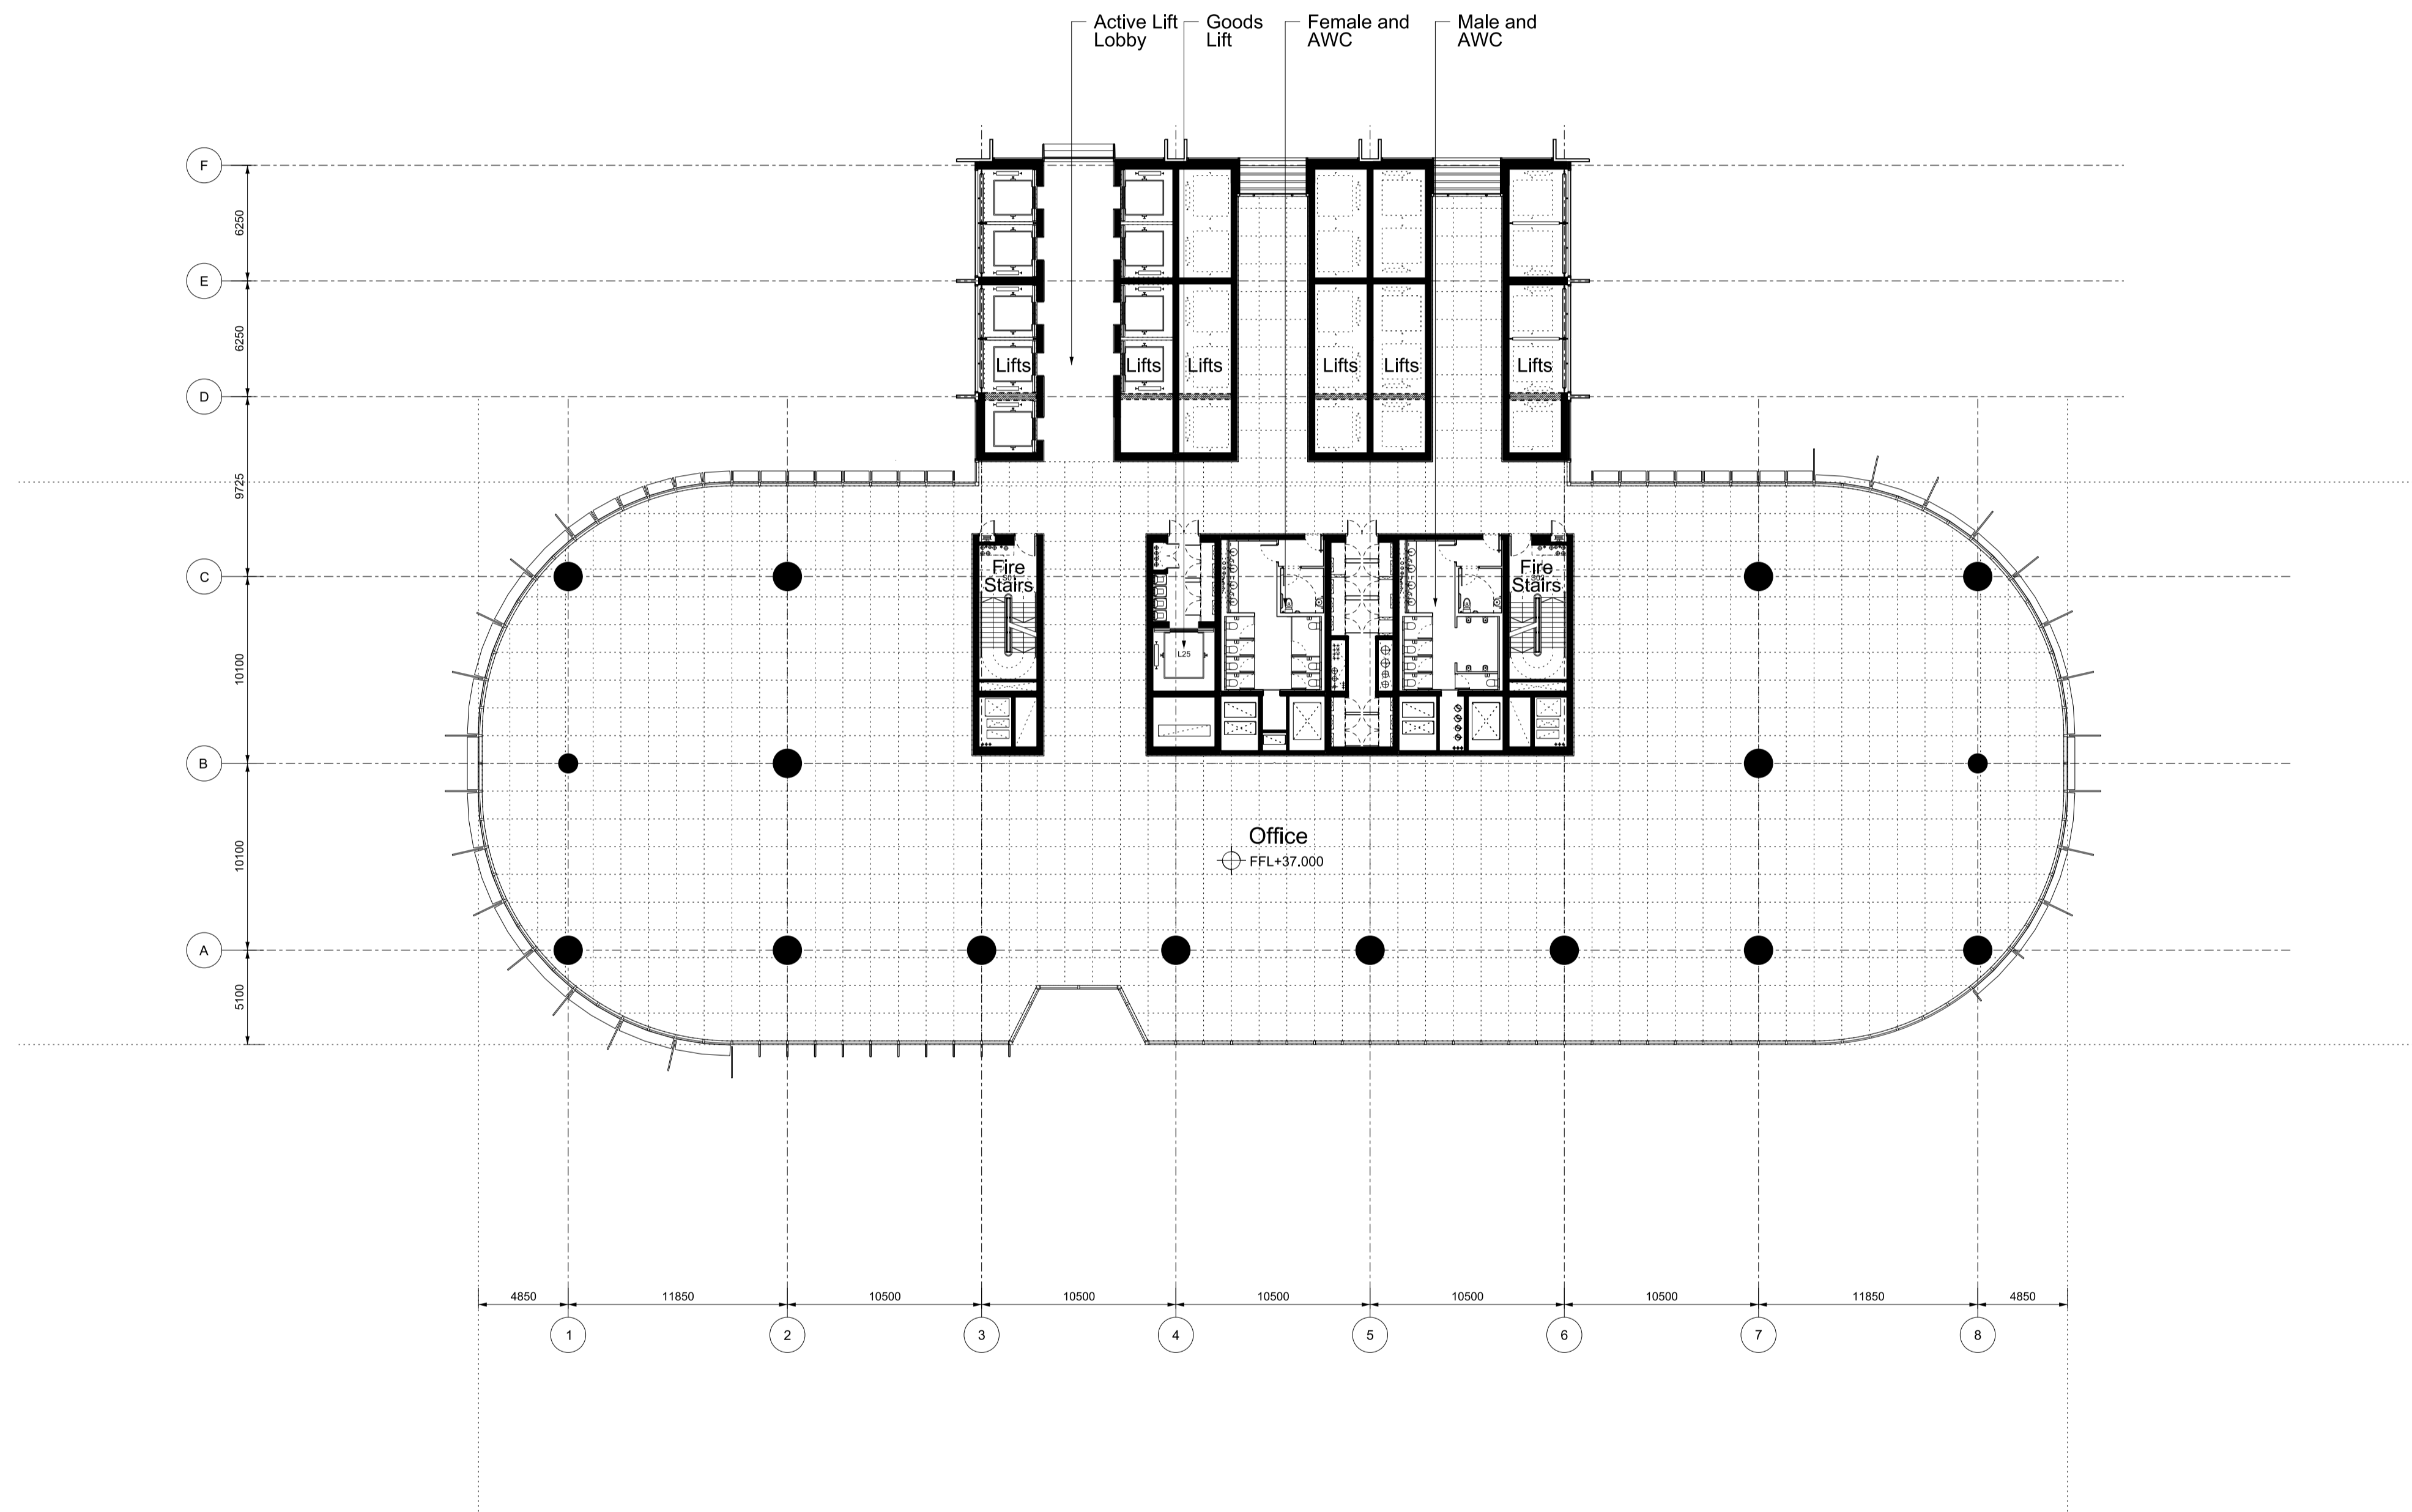 Active Lift
Lobby
Goods
Lift
Female and
AWC
Male and
AWC
F
6250
E
6250
Lifts
Lifts
Lifts
Lifts
Lifts
Lifts
D
9725
Fire
Stairs
Fire
Stairs
C
10100
L25
B
10100
Office
FFL+37.000
A
5100
4850
11850
10500
10500
10500
10500
10500
11850
4850
1
2
3
4
5
6
7
8